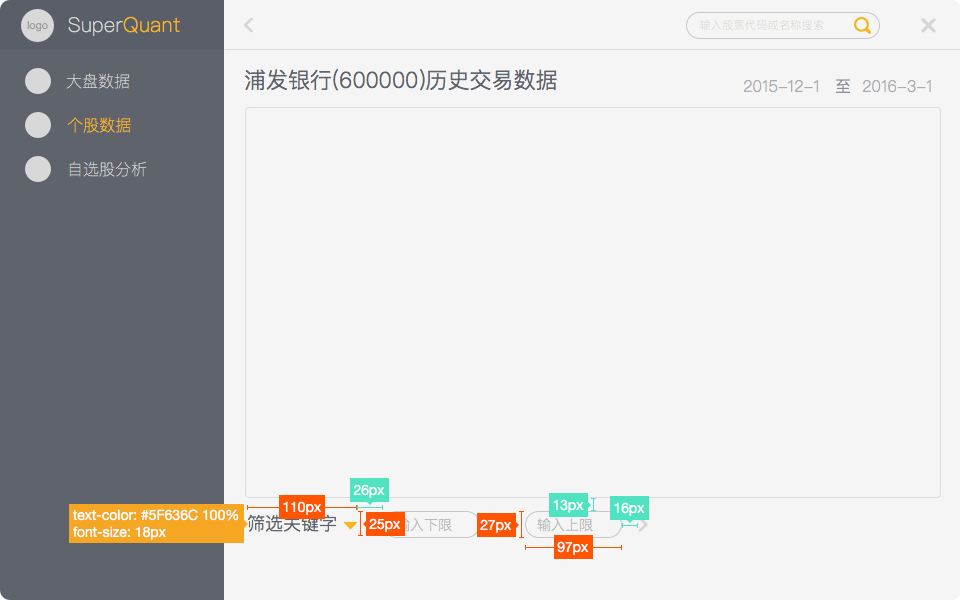 logo
SuperQuant
输入股票代码或名称搜索
大盘数据
个股数据
自选股分析
浦发银行(600000)历史交易数据
2015-12-1 至 2016-3-1
26px
110px
13px
16px
text-color: #5F636C 100%
font-size: 18px
筛选关键字
25px
入下限
27px
输入上限
97px